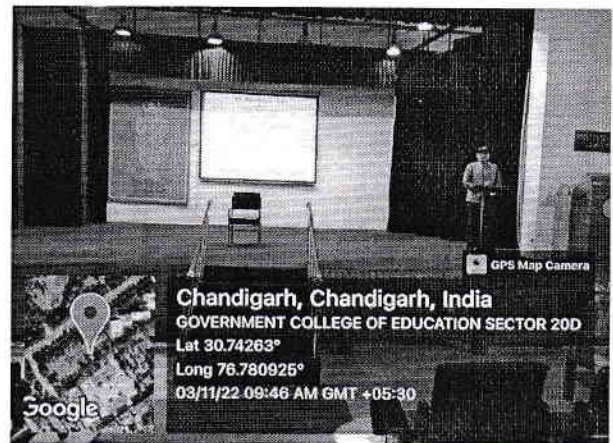 GPS Map Camera
Chandigarh, Chandigarh, India
GOVERNMENT COLLEGE OF EDUCATION SECTOR 20D
Lat 30.74263°
Long 76.780925°
03/11/22 09:46 AM GMT +05:30
Google